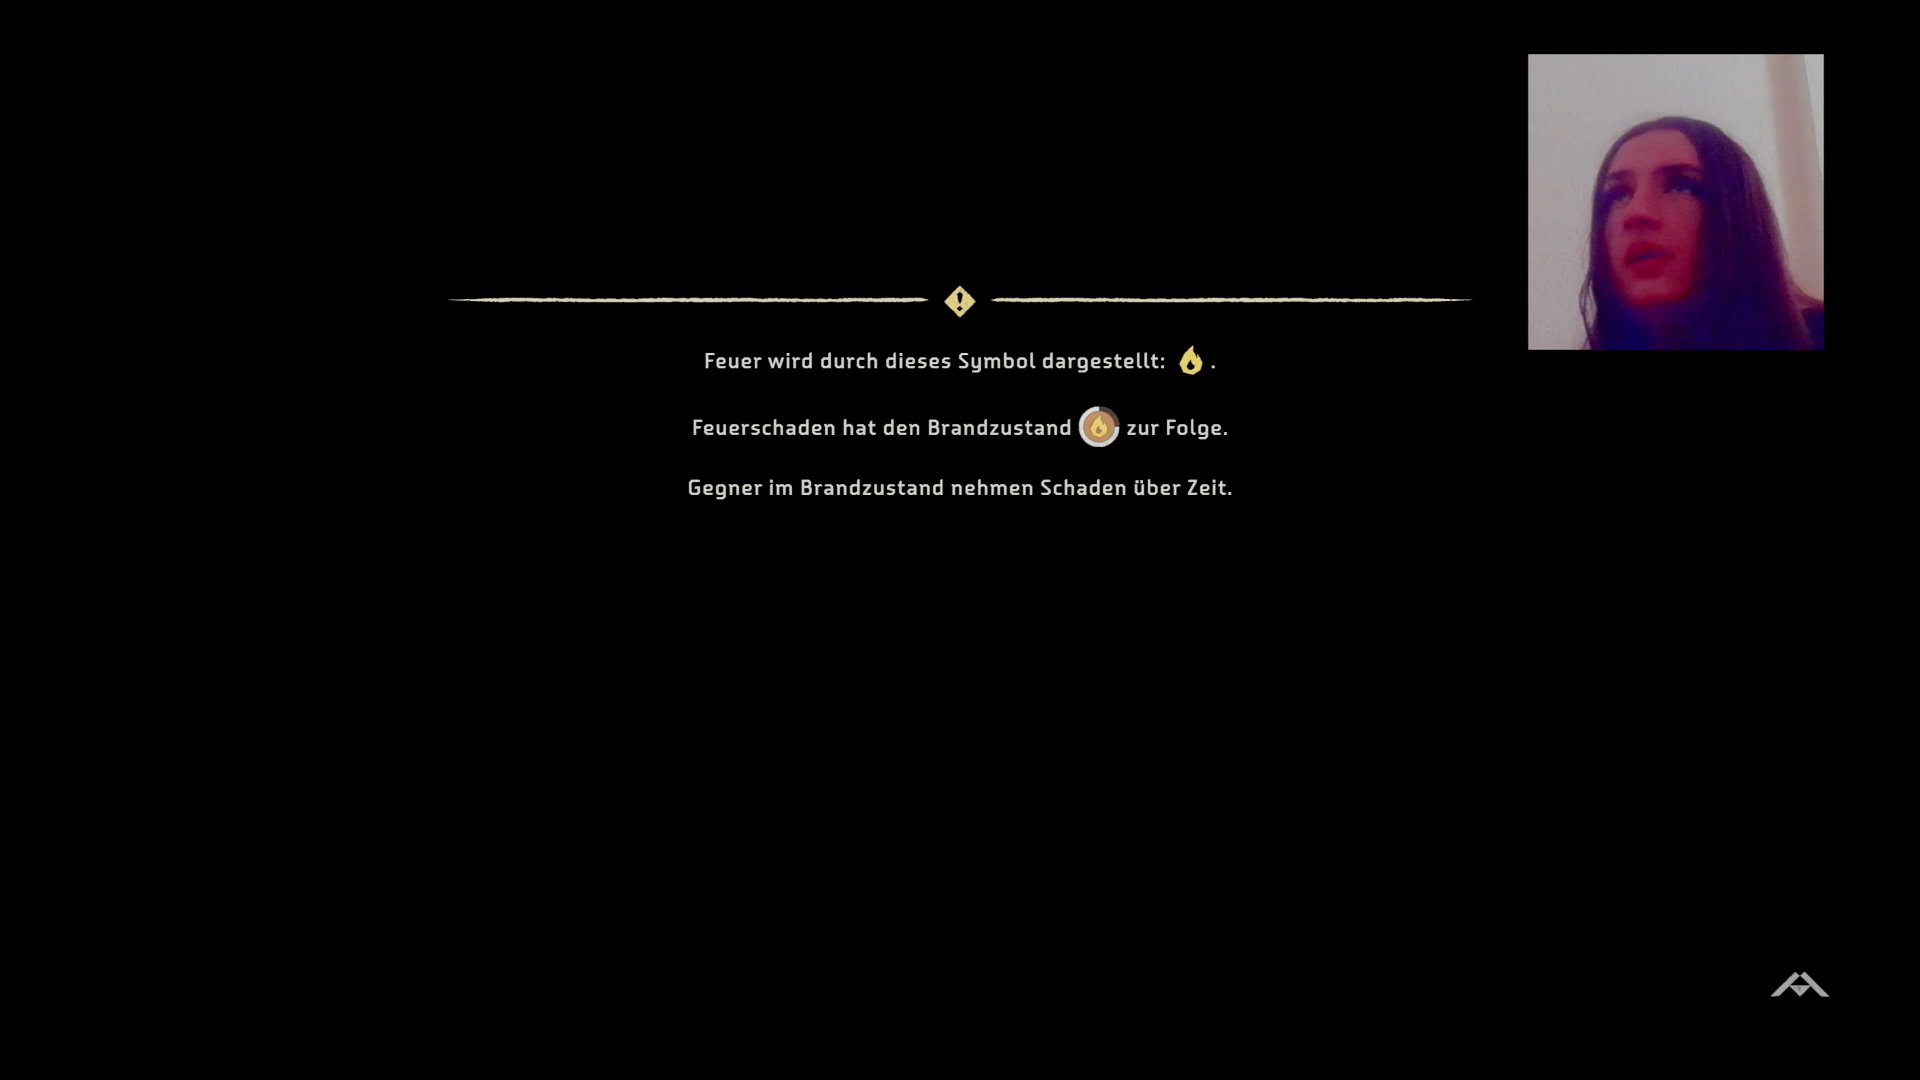 Feuer wird durch dieses Symbol dargestellt: .
Feuerschaden hat den Brandzustand zur Folge.
Gegner im Brandzustand nehmen Schaden über Zeit.